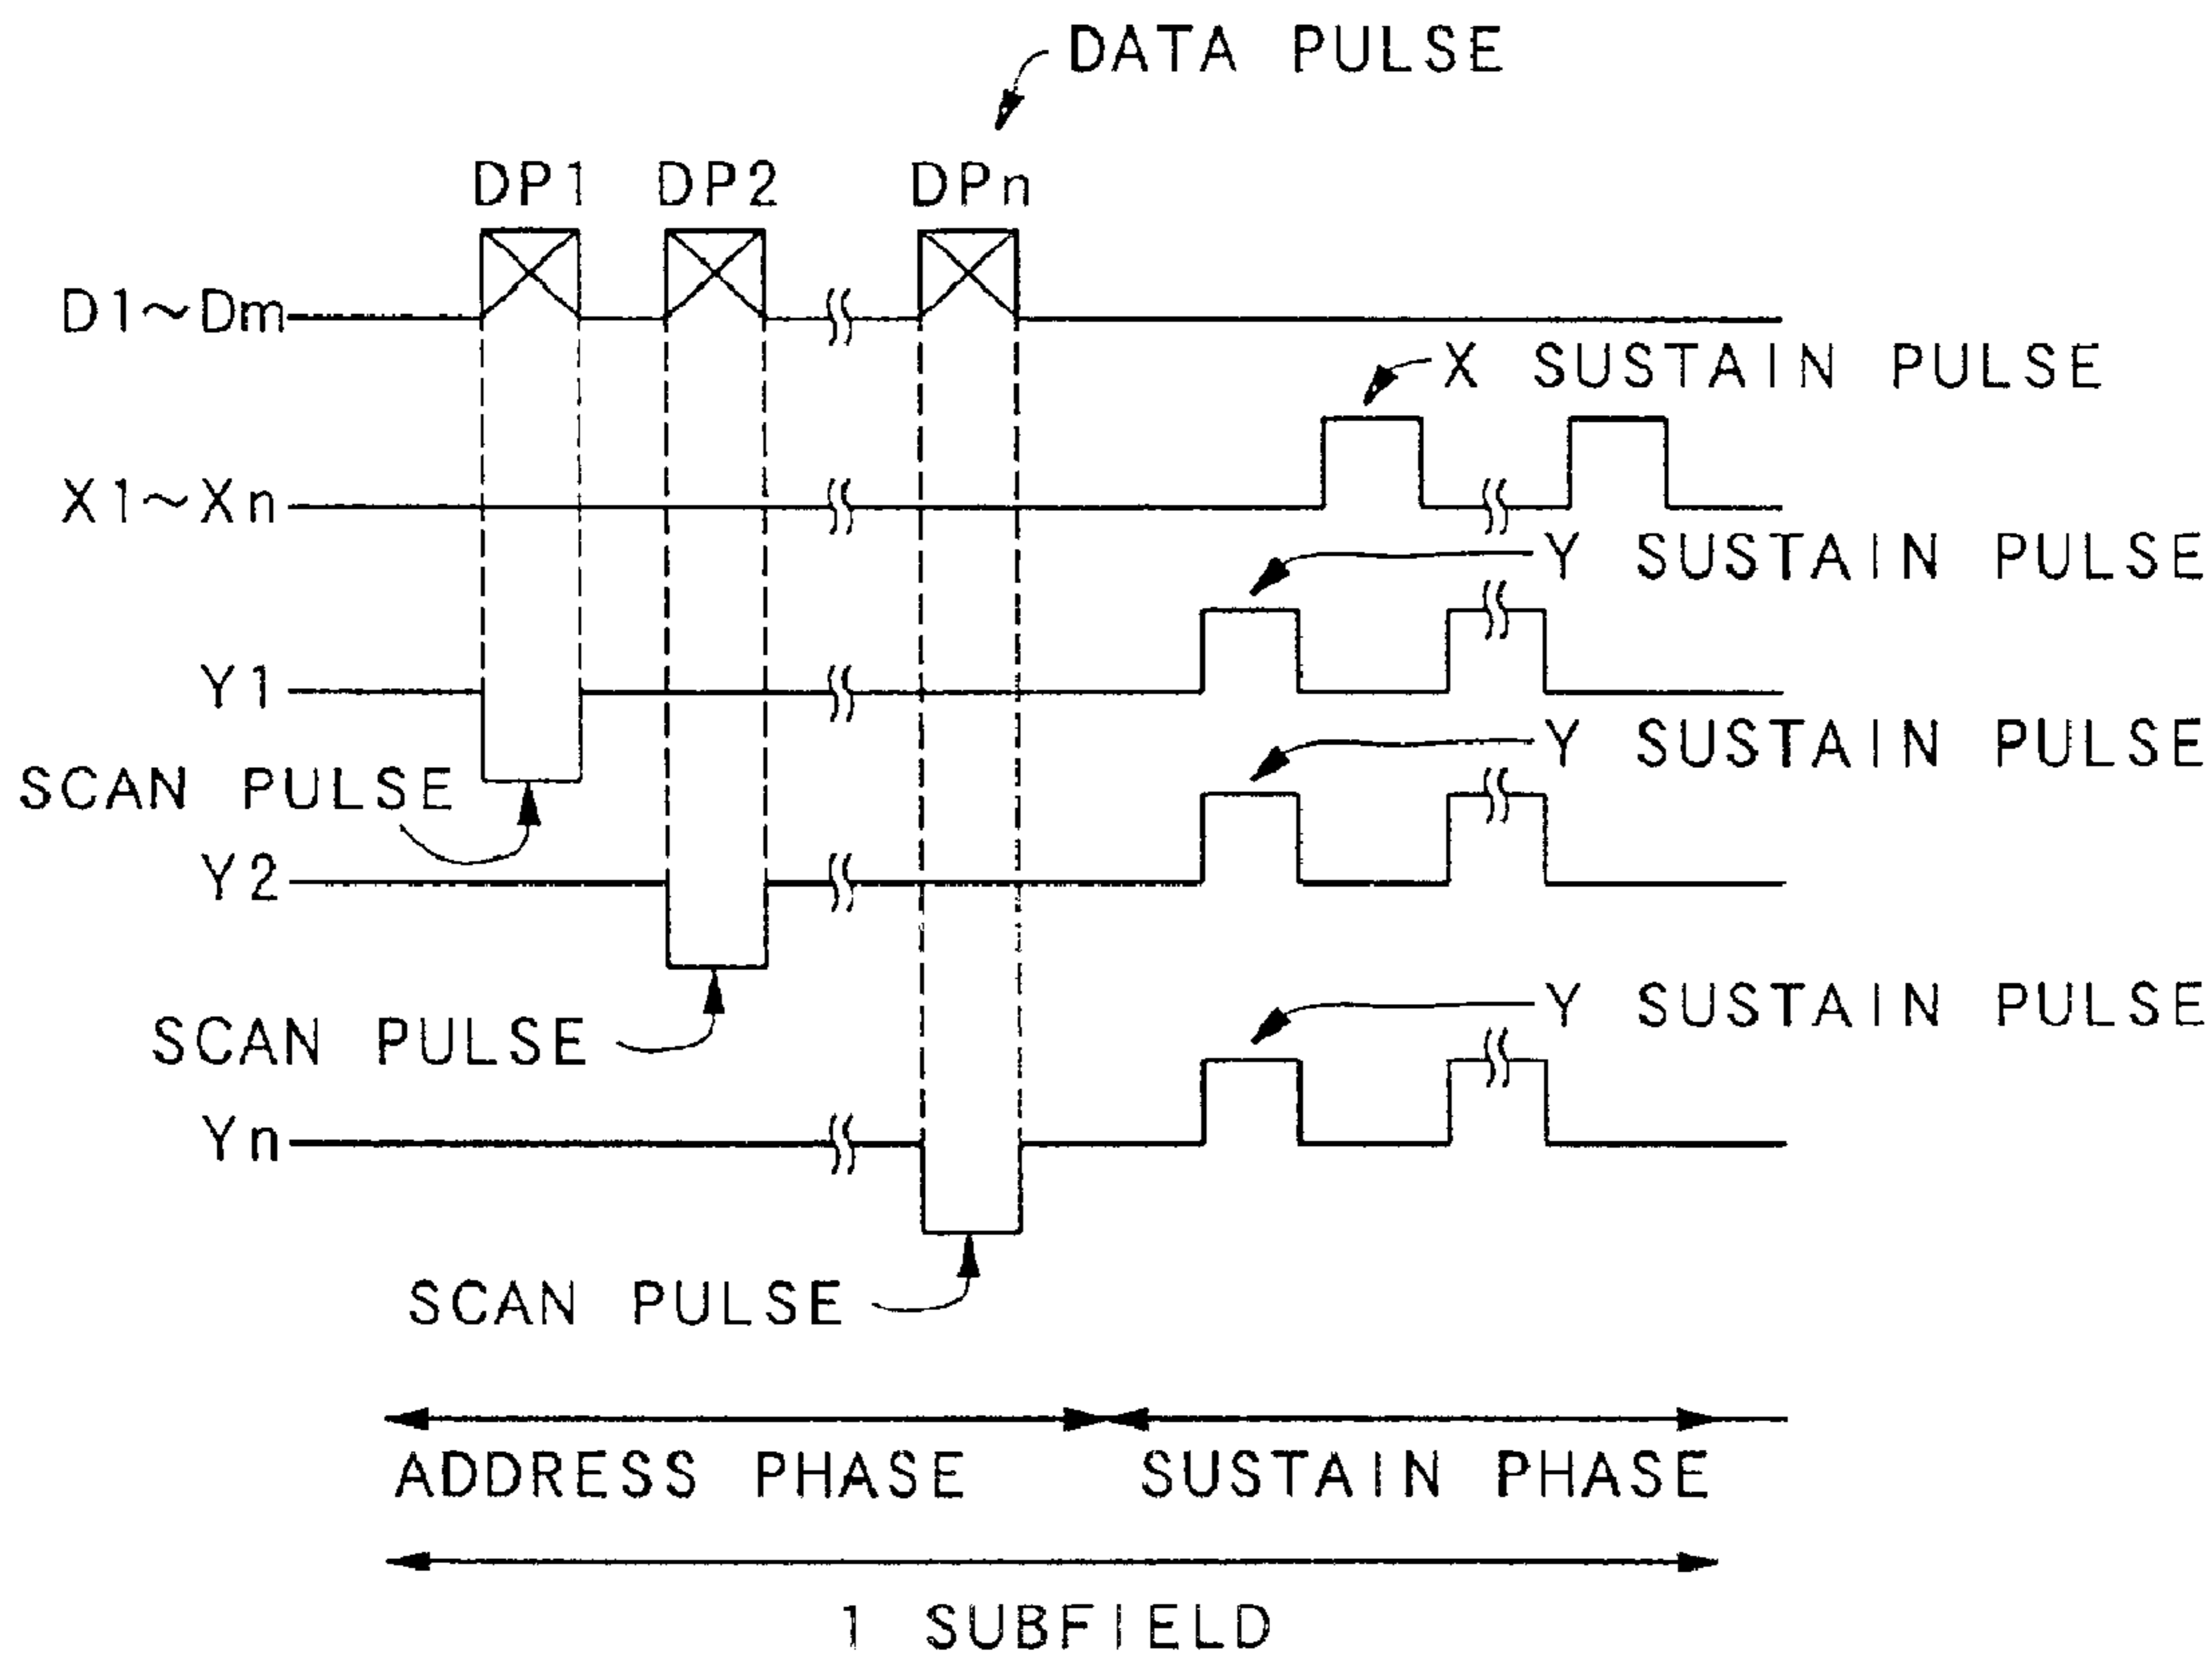 DATA PULSE
DP1 DP2 DPn
D1~Dm
X SUSTAIN PULSE
X1~Xn
Y SUSTAIN PULSE
Y1
Y SUSTAIN PULSE
SCAN PULSE
Y2
Y SUSTAIN PULSE
SCAN PULSE
Yn
SCAN PULSE
ADDRESS PHASE SUSTAIN PHASE
1 SUBFIELD